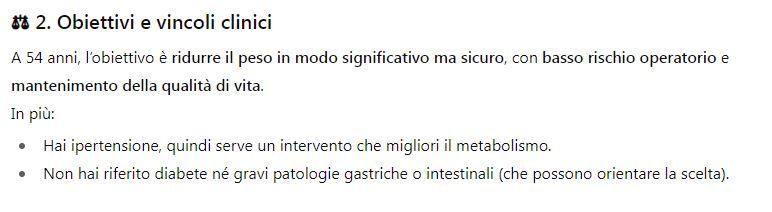 ⚖️ 2. Obiettivi e vincoli clinici
A 54 anni, l’obiettivo è ridurre il peso in modo significativo ma sicuro, con basso rischio operatorio e
mantenimento della qualità di vita.
In più:
• Hai ipertensione, quindi serve un intervento che migliori il metabolismo.
• Non hai riferito diabete né gravi patologie gastriche o intestinali (che possono orientare la scelta).